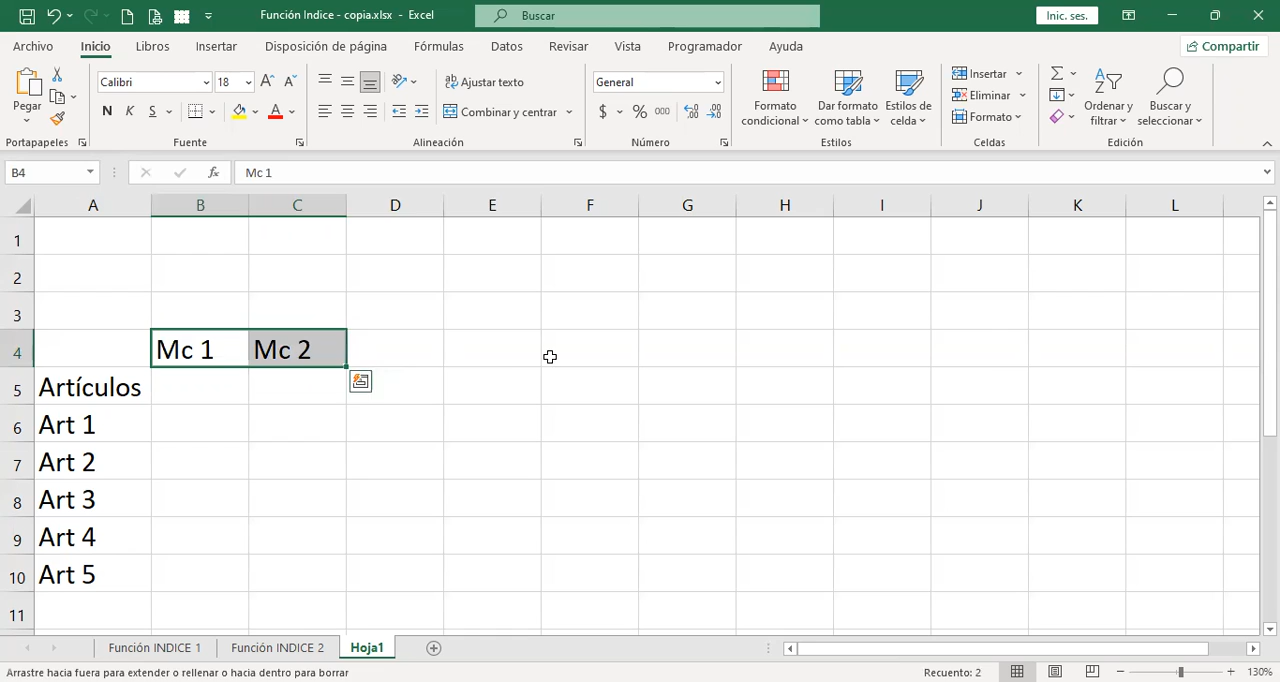 Función Indice - copia.xlsx - Excel
Buscar
Inic. ses.
Archivo Inicio Libros Insertar Disposición de página Fórmulas Datos Revisar Vista Programador Ayuda
Compartir
Pegar
Portapapeles
Calibri 18
N K S
Fuente
Ajustar texto
Combinar y centrar
Alineación
General
$ % 000
Número
Formato condicional
Dar formato como tabla
Estilos de celda
Estilos
Insertar
Eliminar
Formato
Celdas
Ordenar y filtrar
Buscar y seleccionar
Edición
B4 fx Mc 1
A B C D E F G H I J K L
1
2
3
4 Mc 1 Mc 2
5 Artículos
6 Art 1
7 Art 2
8 Art 3
9 Art 4
10 Art 5
11
Función INDICE 1 Función INDICE 2 Hoja1
Arrastre hacia fuera para extender o rellenar o hacia dentro para borrar
Recuento: 2
130%